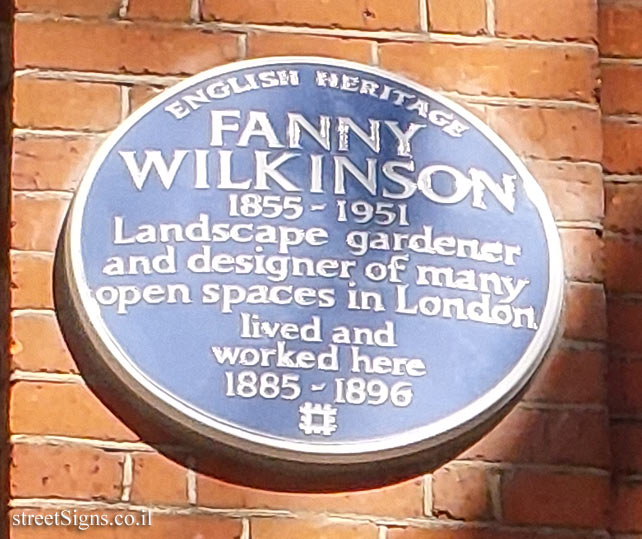 ENGLISH HERITAGE
FANNY
WILKINSON
1855 - 1951
Landscape gardener
and designer of many
open spaces in London
lived and
worked here
1885 - 1896
streetSigns.co.il